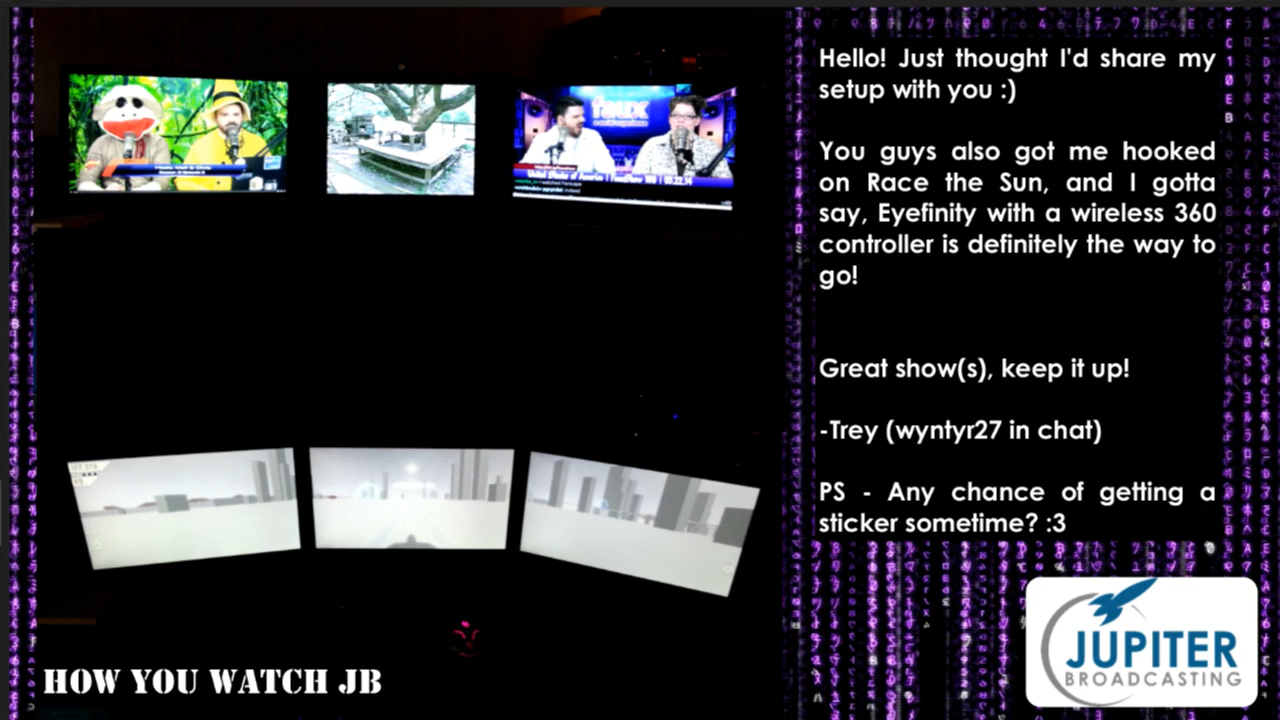 Hello! Just thought I'd share my
setup with you :)
You guys also got me hooked
on Race the Sun, and I gotta
say, Eyefinity with a wireless 360
controller is definitely the way to
go!
Great show(s), keep it up!
-Trey (wyntyr27 in chat)
PS - Any chance of getting a
sticker sometime? :3
faux
HOW YOU WATCH JB
JUPITER
BROADCASTING